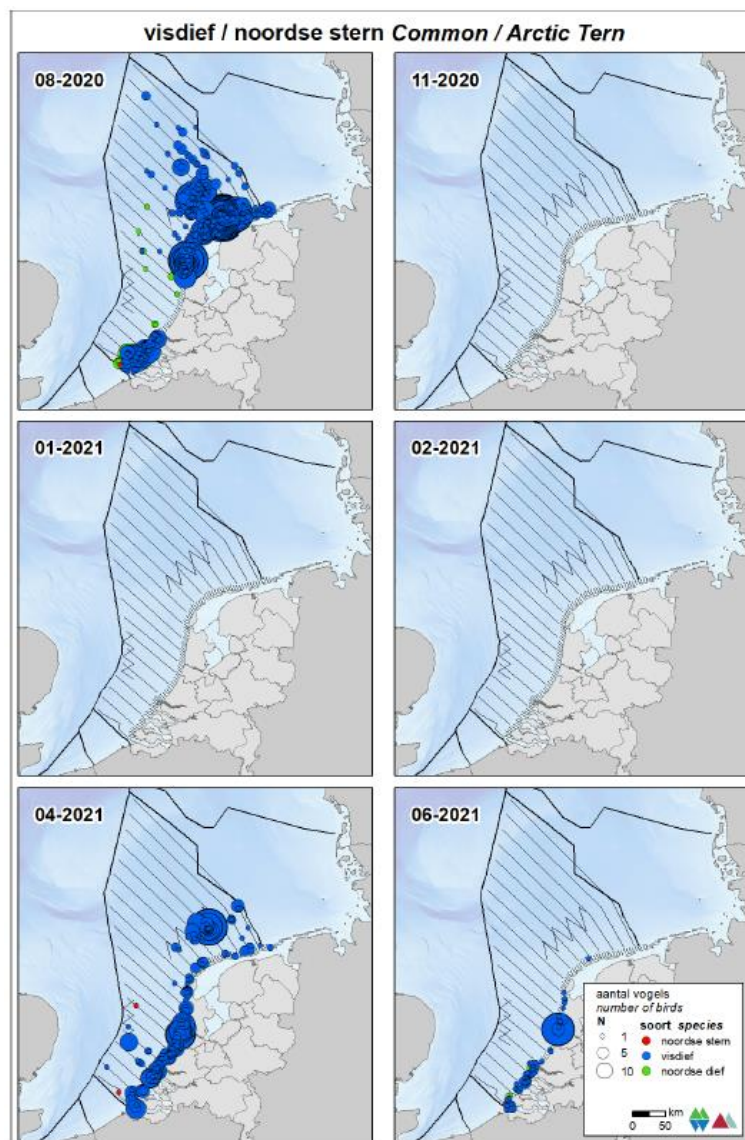 visdief / noordse stern Common / Arctic Tern
08-2020
11-2020
01-2021
02-2021
04-2021
06-2021
aantal vogels
number of birds
N
soort species
1
noordse stern
5
visdief
10
noordse dief
km
0 50